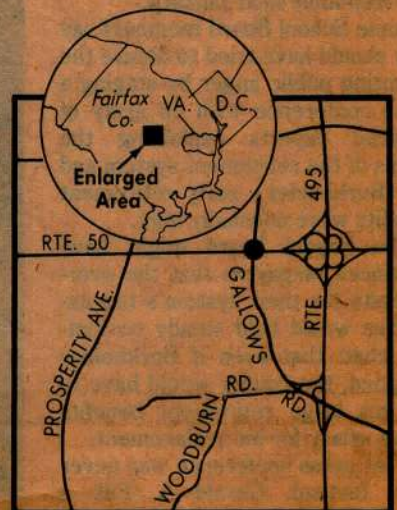 Fairfax VA. D.C.
Co.
Enlarged
Area
RTE. 50
495
RTE.
GALLOWS
RD.
PROSPERITY AVE.
WOODBURN
RD.